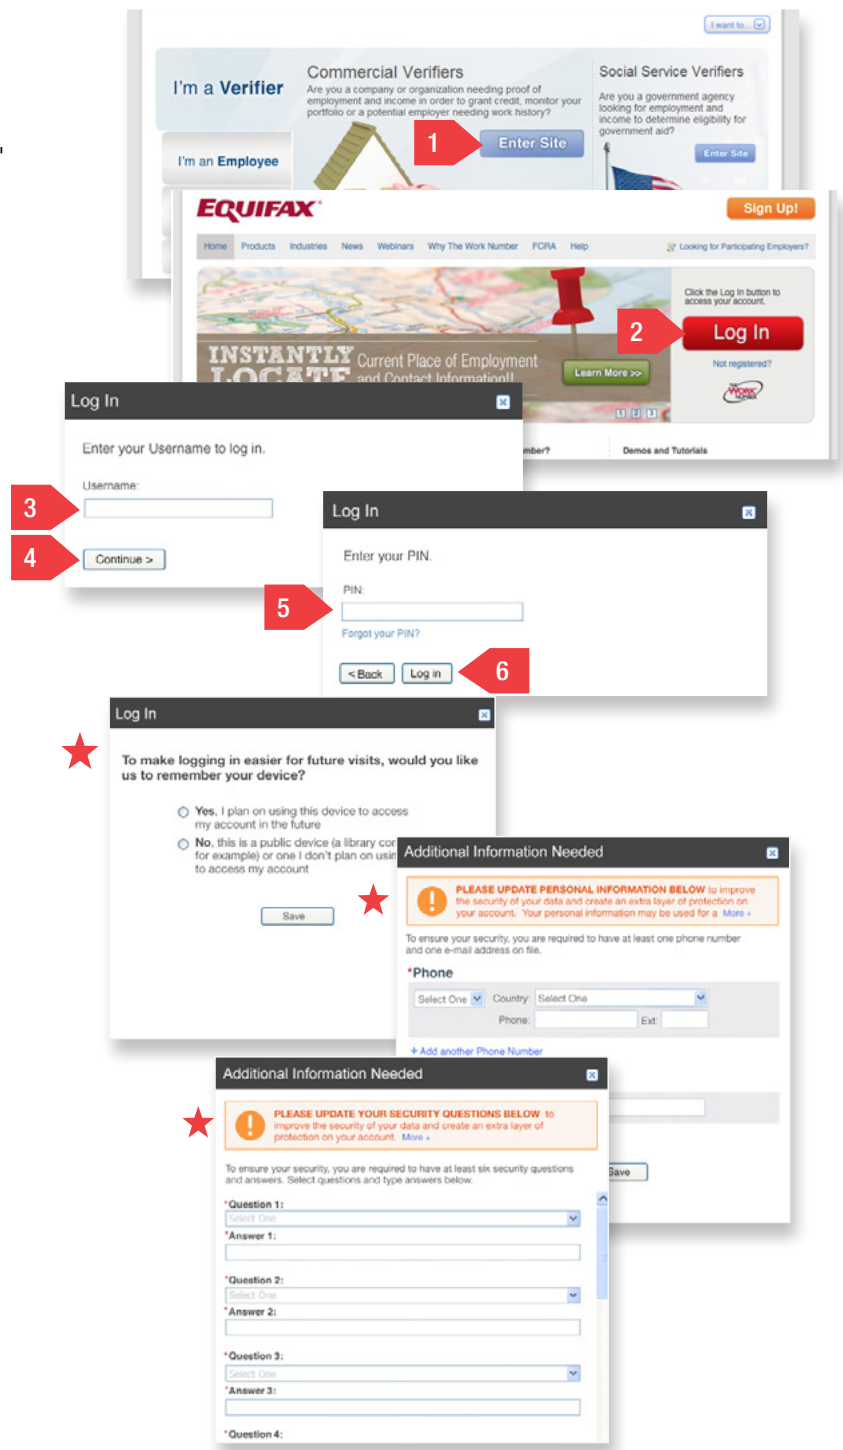 I want to...
I'm a Verifier
Commercial Verifiers
Are you a company or organization needing proof of
employment and income in order to grant credit, monitor your
portfolio or a potential employer needing work history?
1
Enter Site
Social Service Verifiers
Are you a government agency
looking for employment and
income to determine eligibility for
government aid?
Enter Site
I'm an Employee
EQUIFAX
Sign Up!
Home Products Industries News Webinars Why The Work Number FCRA Help
Looking for Participating Employers?
Click the Log In button to
access your account.
2
Log In
Not registered?
THE WORK NUMBER
INSTANTLY
LOCATE
Current Place of Employment
and Contact Information!!
Learn More >>
1 2 3
mber?
Demos and Tutorials
Log In
Enter your Username to log in.
Username:
3
4
Continue >
Log In
Enter your PIN.
PIN:
5
Forgot your PIN?
< Back
Log in
6
Log In
To make logging in easier for future visits, would you like
us to remember your device?
Yes, I plan on using this device to access
my account in the future
No, this is a public device (a library cor
for example) or one I don't plan on usin
to access my account
Save
Additional Information Needed
PLEASE UPDATE PERSONAL INFORMATION BELOW to improve
the security of your data and create an extra layer of protection on
your account. Your personal information may be used for a More +
To ensure your security, you are required to have at least one phone number
and one e-mail address on file.
*Phone
Select One Country: Select One
Phone: Ext:
+ Add another Phone Number
Save
Additional Information Needed
PLEASE UPDATE YOUR SECURITY QUESTIONS BELOW to
improve the security of your data and create an extra layer of
protection on your account. More +
To ensure your security, you are required to have at least six security questions
and answers. Select questions and type answers below.
*Question 1:
Select One
*Answer 1:
*Question 2:
Select One
*Answer 2:
*Question 3:
Select One
*Answer 3:
*Question 4: